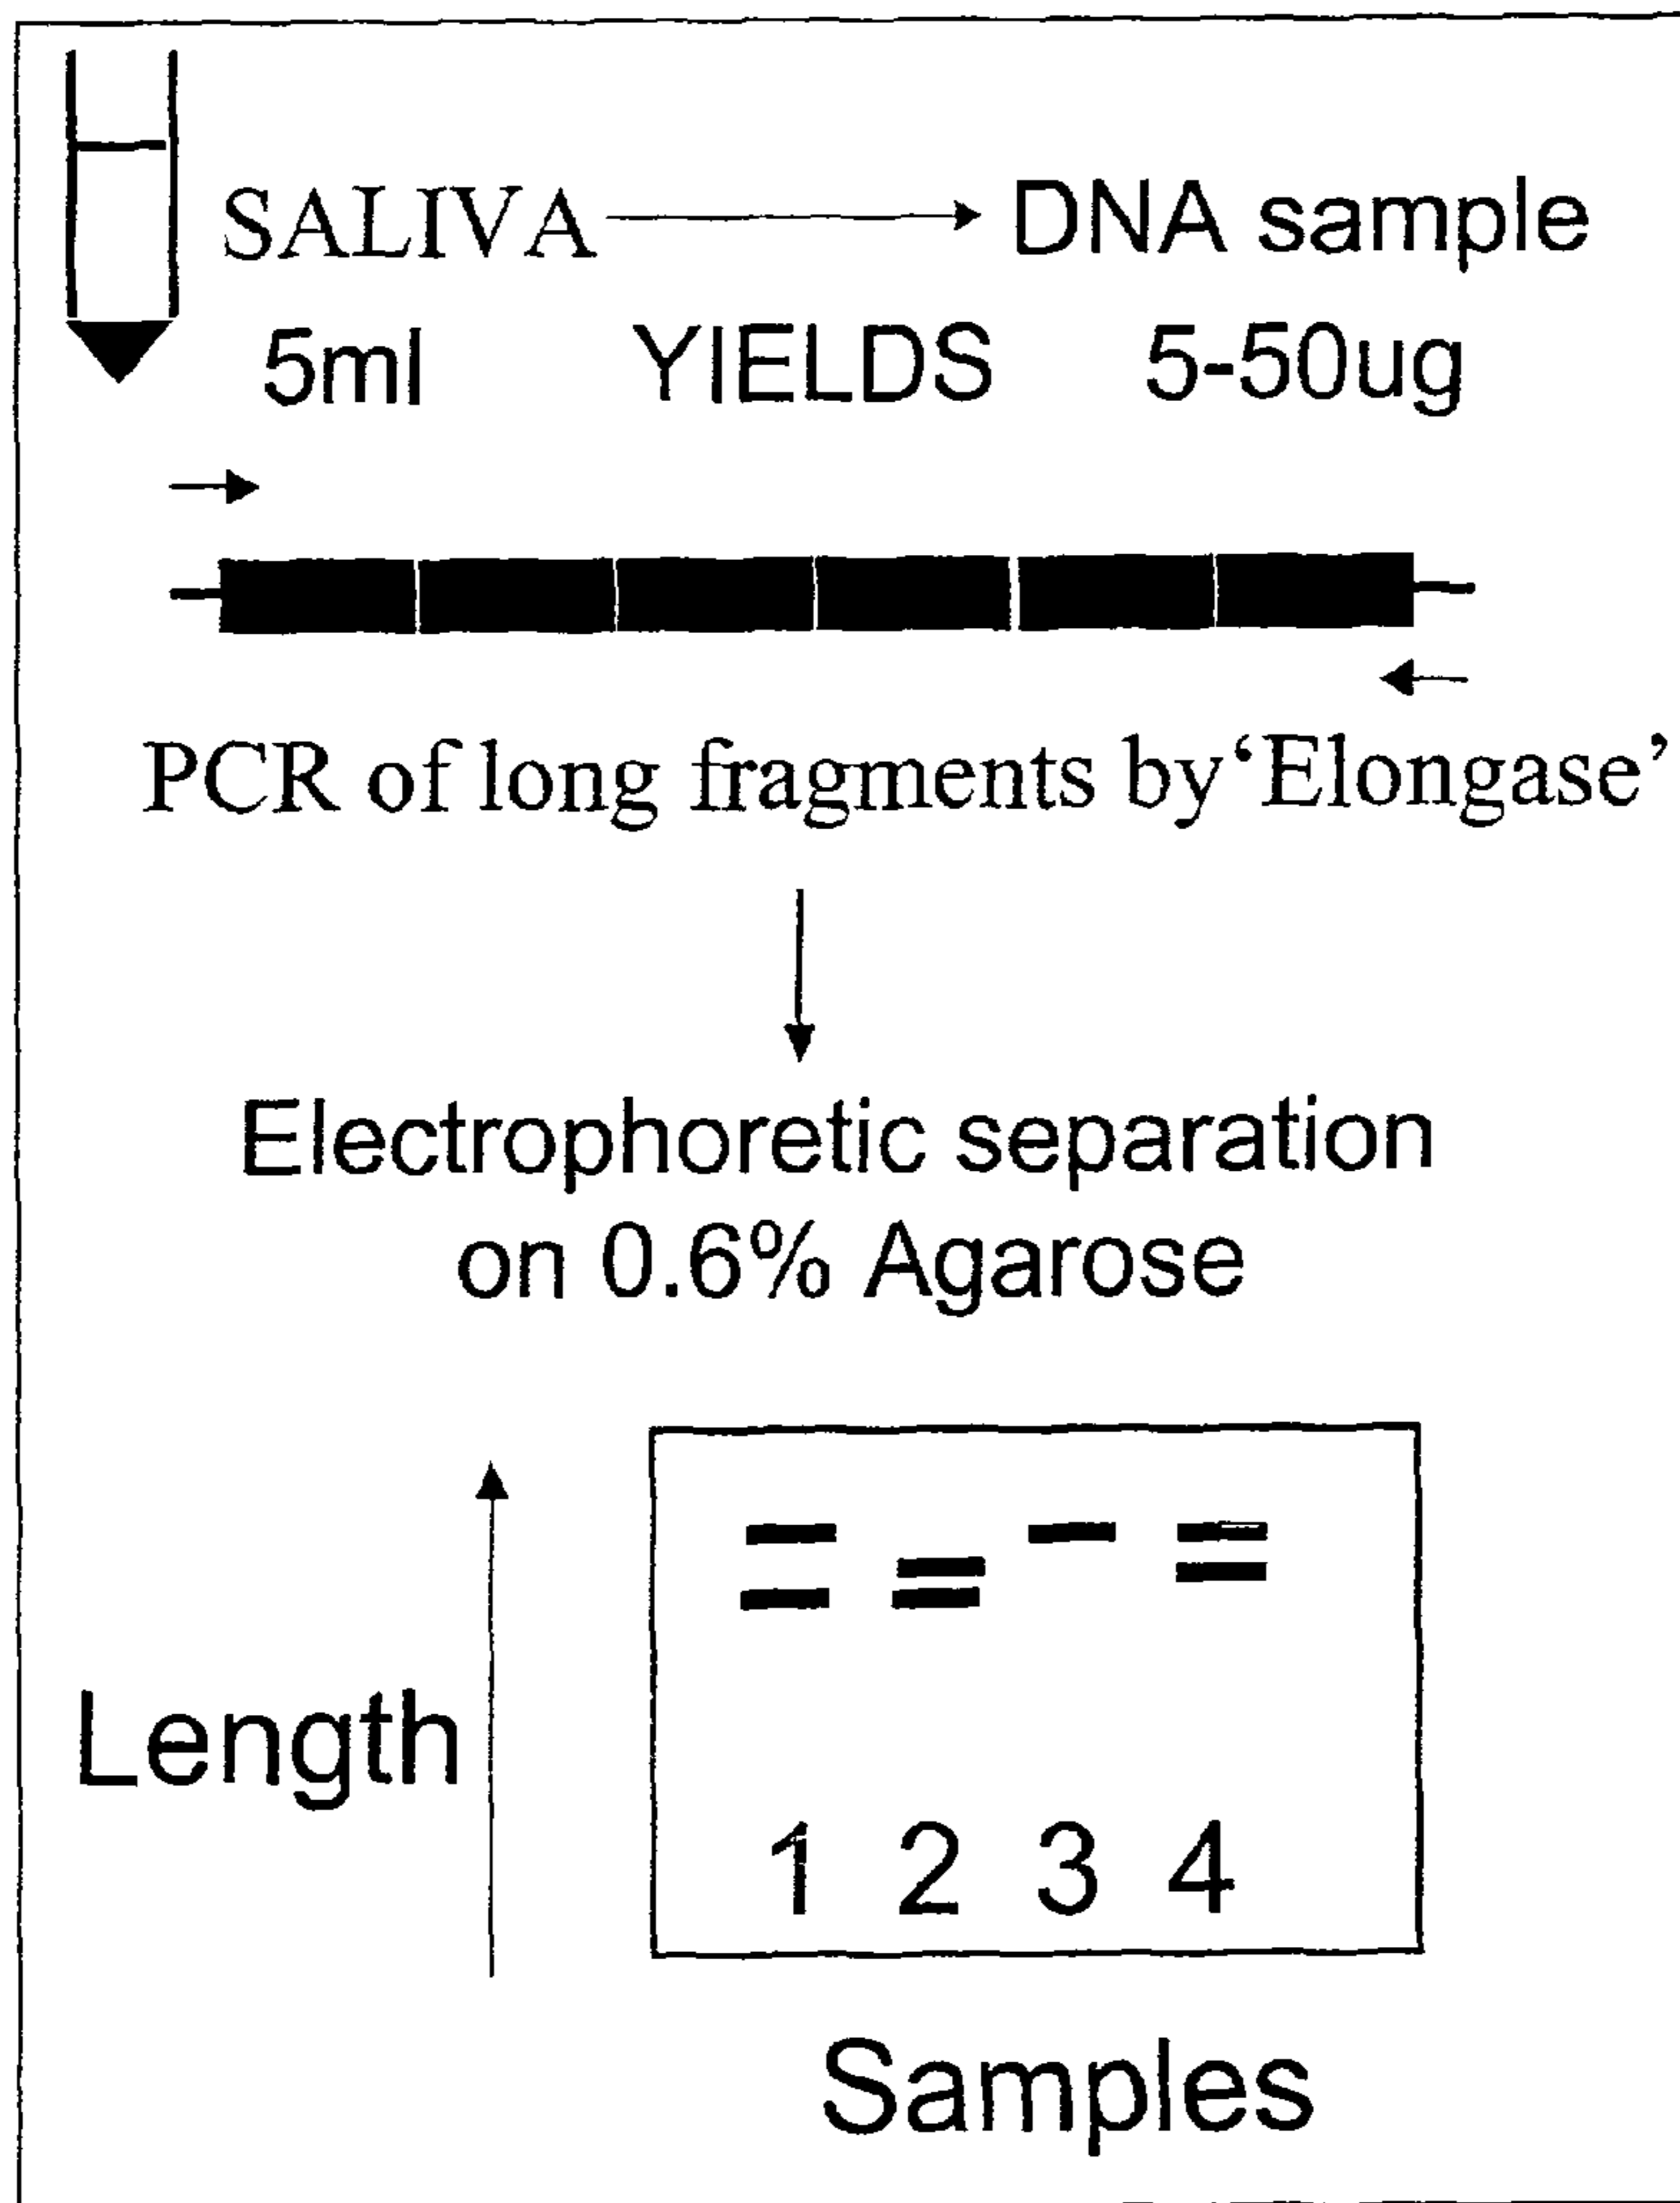 SALIVA DNA sample
5ml YIELDS 5-50ug
PCR of long fragments by‘Elongase’
Electrophoretic separation
on 0.6% Agarose
Length
1 2 3 4
Samples